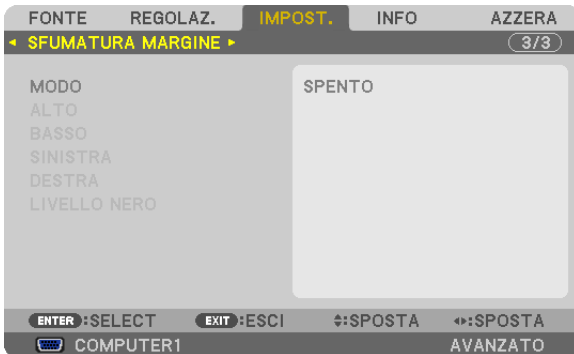 FONTE REGOLAZ. IMPOST. INFO AZZERA
SFUMATURA MARGINE 3/3
MODO SPENTO
ALTO
BASSO
SINISTRA
DESTRA
LIVELLO NERO
ENTER :SELECT EXIT :ESCI :SPOSTA :SPOSTA
COMPUTER1 AVANZATO